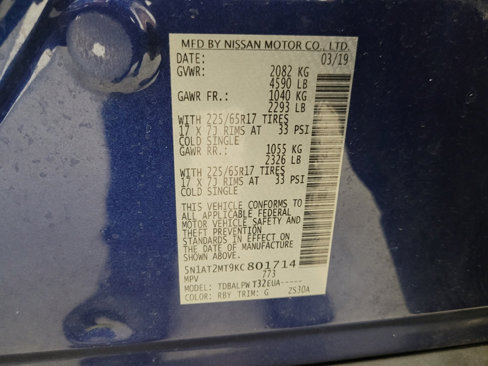 MFD BY NISSAN MOTOR CO., LTD.
DATE: 03/19
GVWR: 2082 KG
4590 LB
GAWR FR.: 1040 KG
2293 LB
WITH 225/65R17 TIRES
17 X 7J RIMS AT 33 PSI
COLD SINGLE
GAWR RR.: 1055 KG
2326 LB
WITH 225/65R17 TIRES
17 X 7J RIMS AT 33 PSI
COLD SINGLE
THIS VEHICLE CONFORMS TO
ALL APPLICABLE FEDERAL
MOTOR VEHICLE SAFETY AND
THEFT PREVENTION
STANDARDS IN EFFECT ON
THE DATE OF MANUFACTURE
SHOWN ABOVE.
5N1AT2MT9KC801714
MPV 773
MODEL: TDBALPW T32EUA-----
COLOR: RBY TRIM: G 2S30A